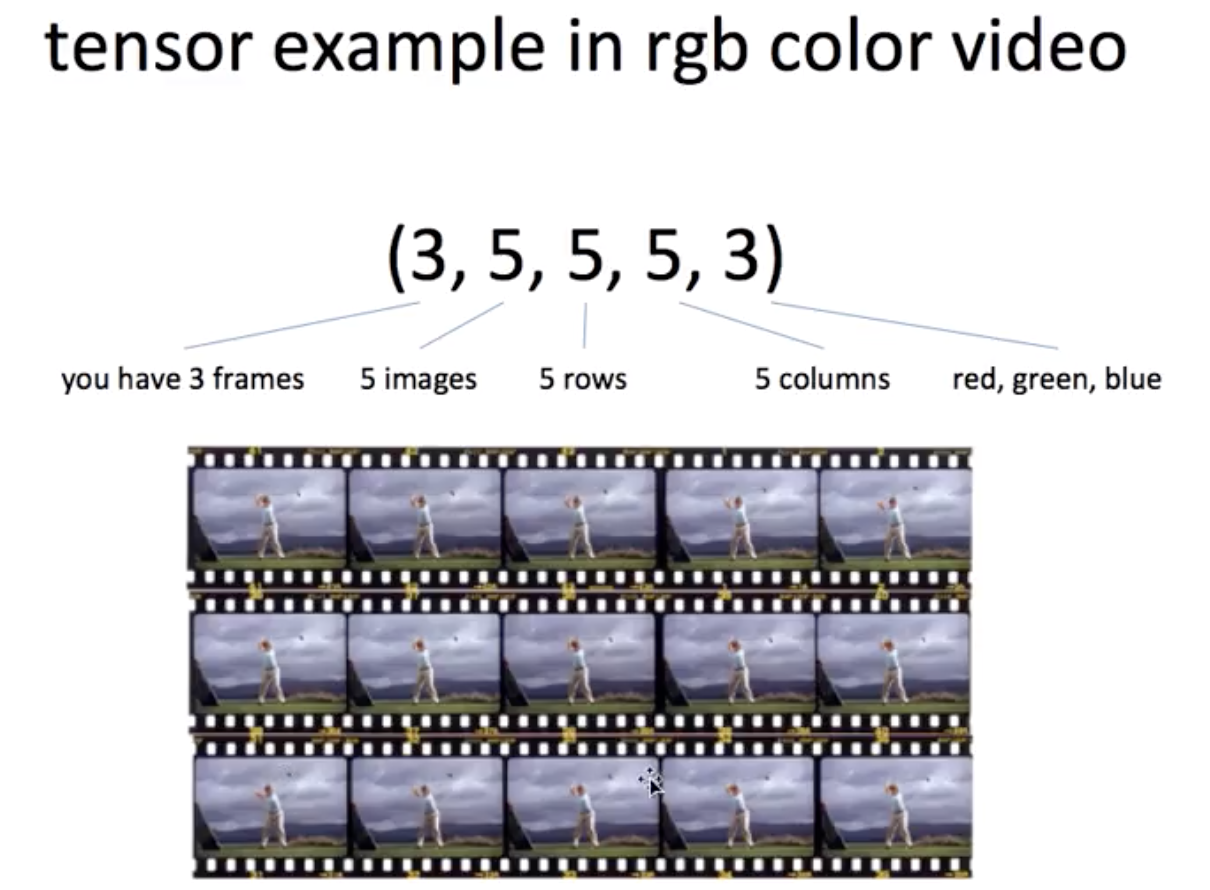 tensor example in rgb color video
(3, 5, 5, 5, 3)
you have 3 frames 5 images 5 rows 5 columns red, green, blue